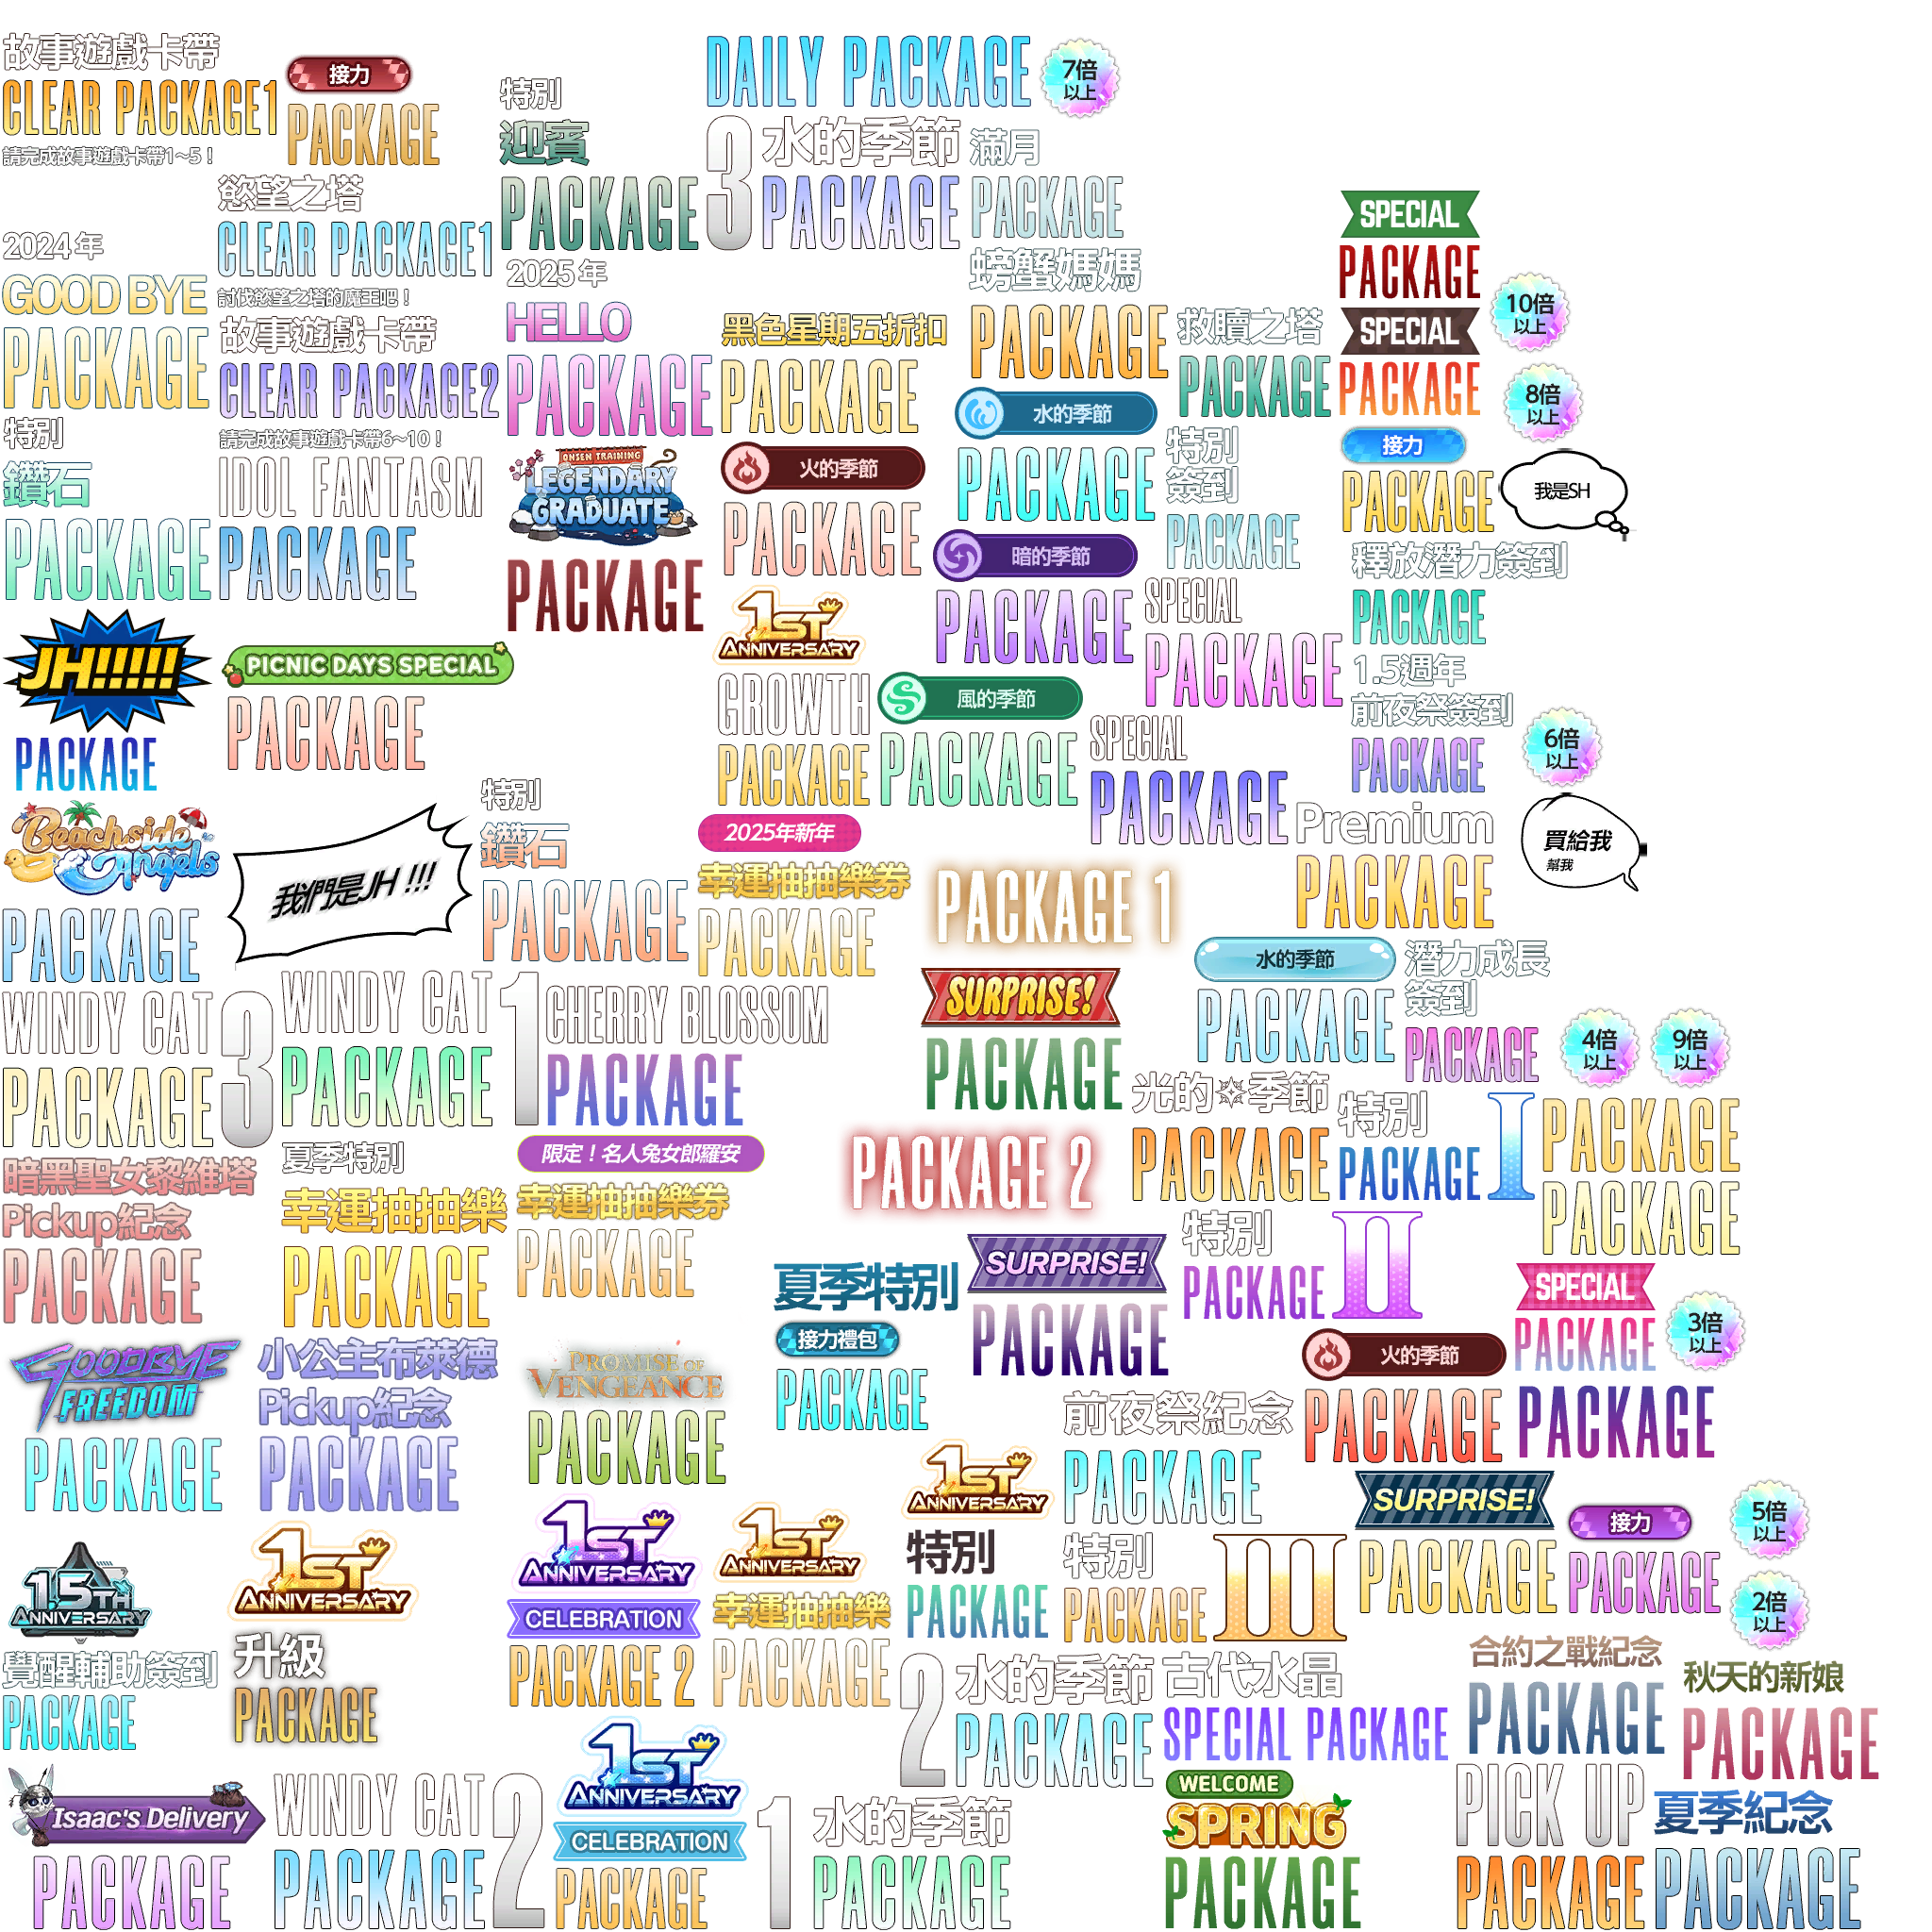 故事遊戲卡帶
CLEAR PACKAGE1
請完成故事遊戲卡帶1~5！
接力
PACKAGE
特別
迎賓
PACKAGE
DAILY PACKAGE
7倍
以上
3
水的季節
PACKAGE
滿月
PACKAGE
慾望之塔
CLEAR PACKAGE1
討伐慾望之塔的魔王吧！
2024年
GOOD BYE
PACKAGE
故事遊戲卡帶
CLEAR PACKAGE2
請完成故事遊戲卡帶6~10！
2025年
HELLO
PACKAGE
黑色星期五折扣
PACKAGE
螃蟹媽媽
PACKAGE
救贖之塔
PACKAGE
SPECIAL
PACKAGE
SPECIAL
PACKAGE
10倍
以上
8倍
以上
特別
鑽石
PACKAGE
IDOL FANTASM
PACKAGE
ONSEN TRAINING
LEGENDARY
GRADUATE
PACKAGE
火的季節
PACKAGE
水的季節
PACKAGE
特別
簽到
PACKAGE
接力
PACKAGE
我是SH
暗的季節
PACKAGE
釋放潛力簽到
PACKAGE
JH!!!!!
PACKAGE
PICNIC DAYS SPECIAL
PACKAGE
1ST
ANNIVERSARY
GROWTH
PACKAGE
風的季節
PACKAGE
SPECIAL
PACKAGE
SPECIAL
PACKAGE
1.5週年
前夜祭簽到
PACKAGE
6倍
以上
Beachside
Angels
PACKAGE
我們是JH !!!
特別
鑽石
PACKAGE
2025年新年
幸運抽抽樂券
PACKAGE
PACKAGE 1
Premium
PACKAGE
買給我
幫我
WINDY CAT
PACKAGE
3
WINDY CAT
PACKAGE
1
CHERRY BLOSSOM
PACKAGE
SURPRISE!
PACKAGE
水的季節
PACKAGE
潛力成長
簽到
PACKAGE
4倍
以上
9倍
以上
暗黑聖女黎維塔
Pickup紀念
PACKAGE
夏季特別
幸運抽抽樂
PACKAGE
限定！名人兔女郎羅安
幸運抽抽樂券
PACKAGE
PACKAGE 2
光的季節
PACKAGE
特別
PACKAGE
I
PACKAGE
PACKAGE
夏季特別
接力禮包
PACKAGE
SURPRISE!
PACKAGE
特別
PACKAGE
II
SPECIAL
PACKAGE
3倍
以上
GOODBYE
FREEDOM
PACKAGE
小公主布萊德
Pickup紀念
PACKAGE
PROMISE OF
VENGEANCE
PACKAGE
前夜祭紀念
PACKAGE
火的季節
PACKAGE
PACKAGE
1.5TH
ANNIVERSARY
覺醒輔助簽到
PACKAGE
1ST
ANNIVERSARY
升級
PACKAGE
1ST
ANNIVERSARY
CELEBRATION
PACKAGE 2
1ST
ANNIVERSARY
幸運抽抽樂
PACKAGE
1ST
ANNIVERSARY
特別
PACKAGE
特別
PACKAGE
III
SURPRISE!
PACKAGE
接力
PACKAGE
5倍
以上
2倍
以上
Isaac's Delivery
PACKAGE
WINDY CAT
PACKAGE
2
1ST
ANNIVERSARY
CELEBRATION
PACKAGE
1
水的季節
PACKAGE
2
水的季節
PACKAGE
古代水晶
SPECIAL PACKAGE
WELCOME
SPRING
PACKAGE
合約之戰紀念
PACKAGE
秋天的新娘
PACKAGE
PICK UP
PACKAGE
夏季紀念
PACKAGE